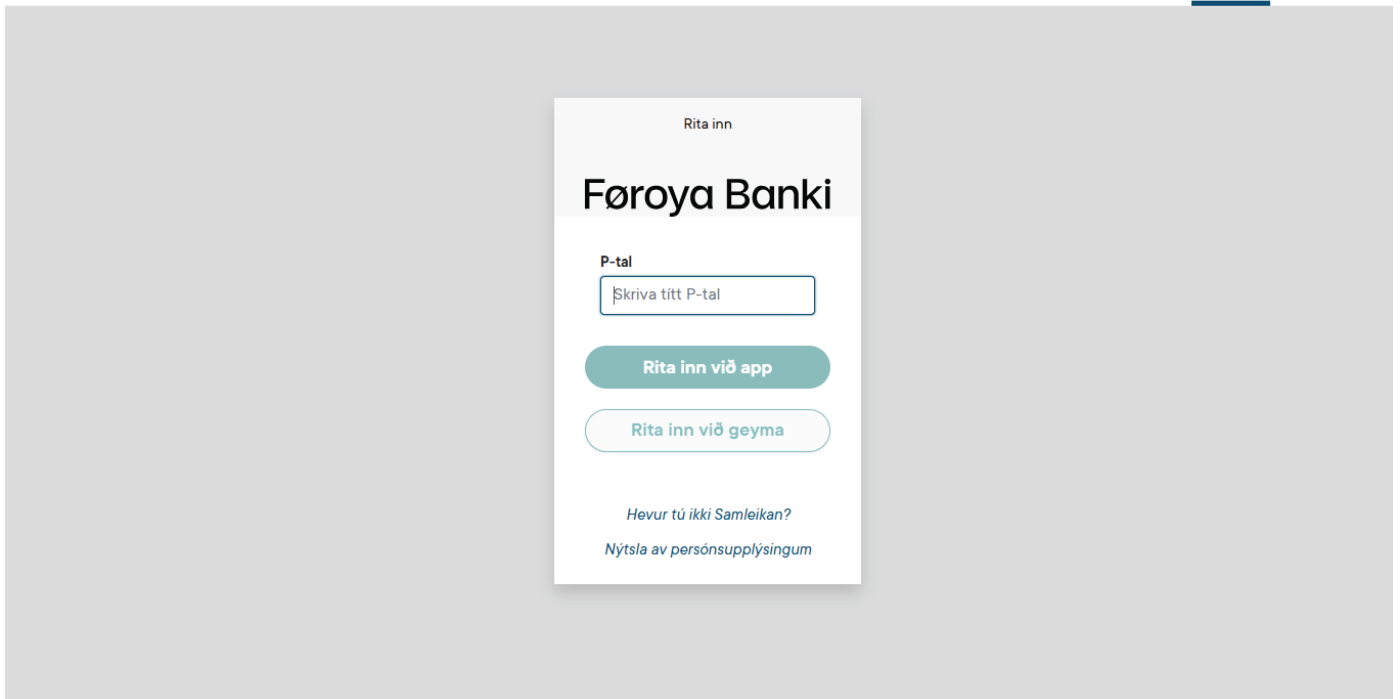 Rita inn
Føroya Banki
P-tal
Skriva títt P-tal
Rita inn við app
Rita inn við geyma
Hevur tú ikki Samleikan?
Nýtsla av persónsupplýsingum